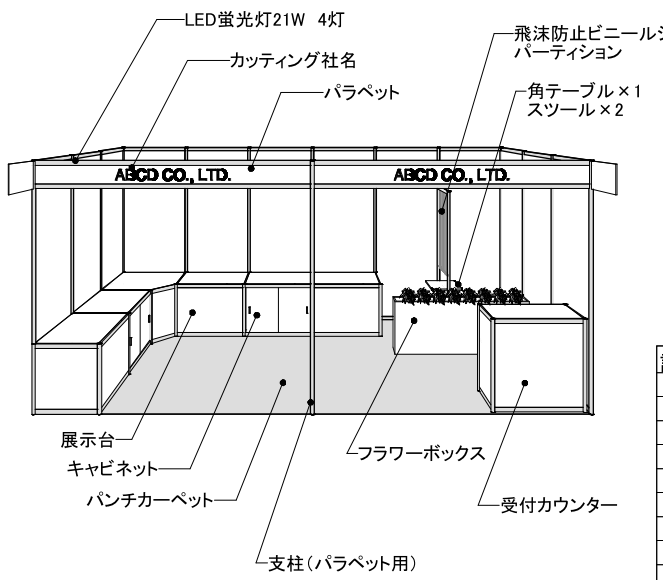 LED蛍光灯21W 4灯
カッティング社名
パラペット
飛沫防止ビニール
パーティション
角テーブル×1
スツール×2
ABCD CO., LTD.
ABCD CO., LTD.
展示台
キャビネット
パンチカーペット
支柱(パラペット用)
フラワーボックス
受付カウンター